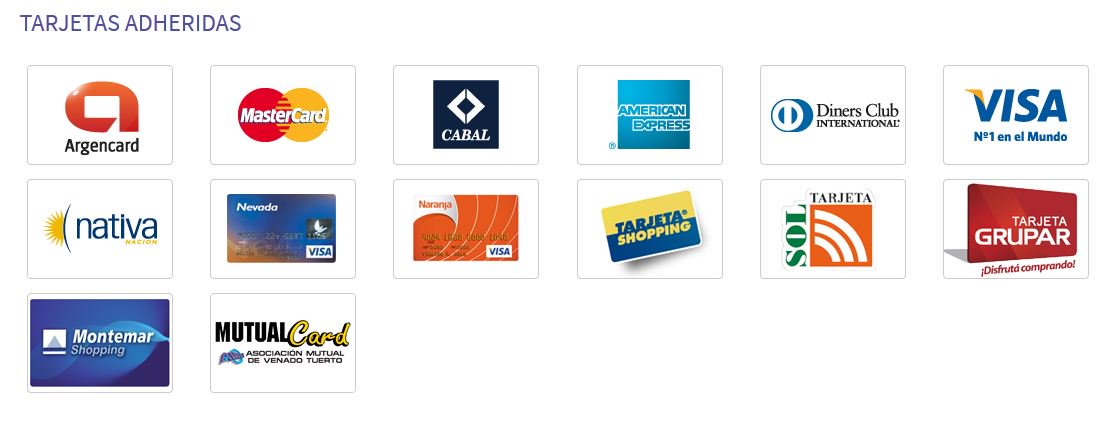 TARJETAS ADHERIDAS
Argencard
MasterCard
CABAL
AMERICAN
EXPRESS
®
Diners Club
INTERNATIONAL®
VISA
Nº1 en el Mundo
nativa
NACION
Nevada
VISA
Naranja
VISA
TARJETA®
SHOPPING
TARJETA
SOL
TARJETA
GRUPAR
¡Disfrutá comprando!
Montemar
Shopping
MUTUALCard
ASOCIACIÓN MUTUAL
DE VENADO TUERTO